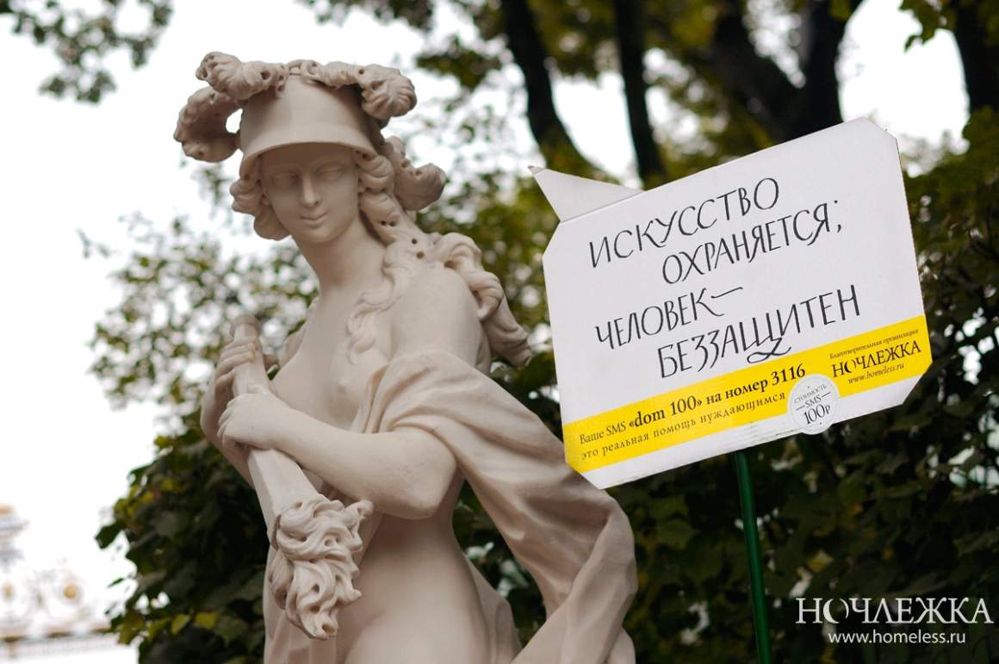 ИСКУССТВО
ОХРАНЯЕТСЯ;
ЧЕЛОВЕК—
БЕЗЗАЩИТЕН
Ваше SMS «dom 100» на номер 3116
это реальная помощь нуждающимся
СТОИМОСТЬ
—SMS—
100Р
Благотворительная организация
НОЧЛЕЖКА
www.homeless.ru
НОЧЛЕЖКА
www.homeless.ru